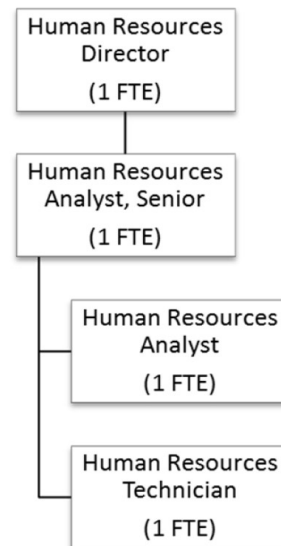 Human Resources
Director
(1 FTE)
Human Resources
Analyst, Senior
(1 FTE)
Human Resources
Analyst
(1 FTE)
Human Resources
Technician
(1 FTE)